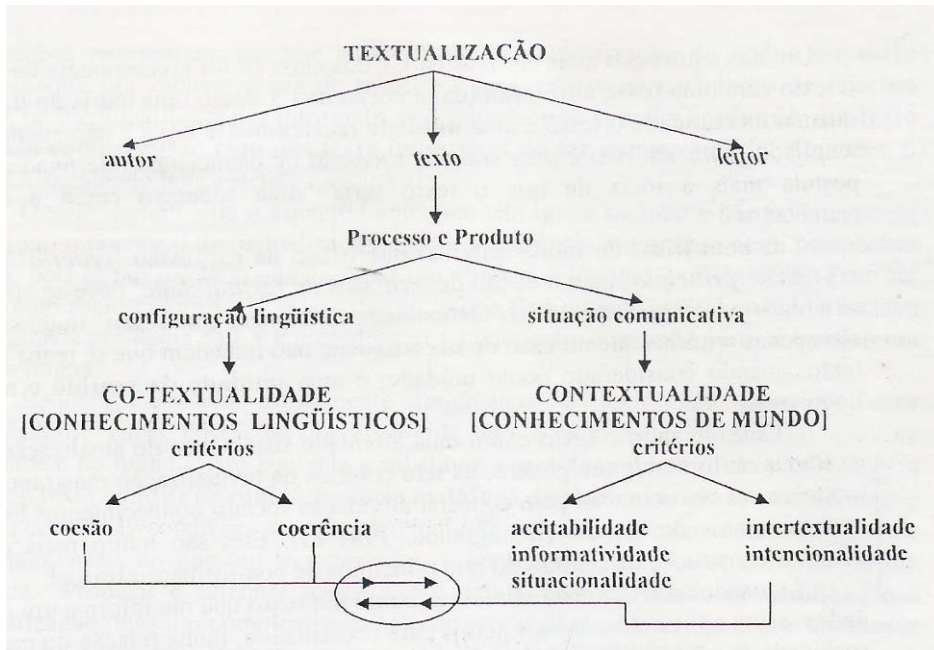 TEXTUALIZAÇÃO
autor texto leitor
Processo e Produto
configuração lingüística situação comunicativa
CO-TEXTUALIDADE CONTEXTUALIDADE
[CONHECIMENTOS LINGÜÍSTICOS] [CONHECIMENTOS DE MUNDO]
critérios critérios
coesão coerência aceitabilidade intertextualidade
informatividade intencionalidade
situacionalidade